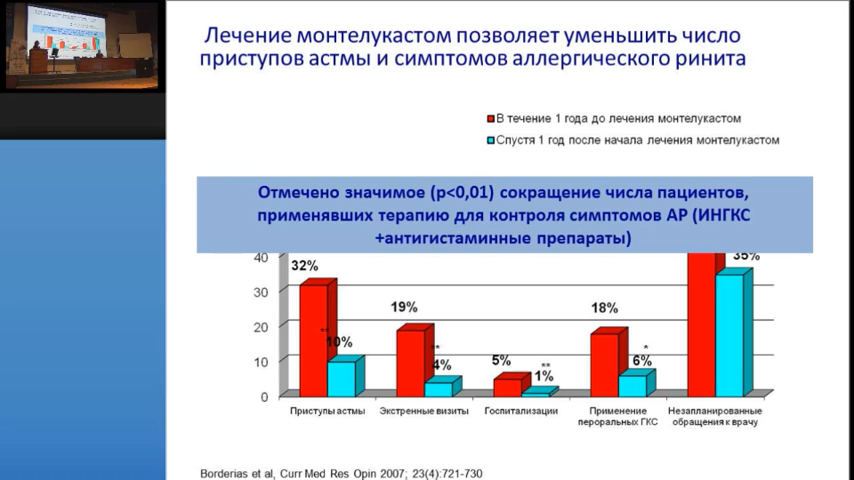 Лечение монтелукастом позволяет уменьшить число
приступов астмы и симптомов аллергического ринита
В течение 1 года до лечения монтелукастом
Спустя 1 год после начала лечения монтелукастом
Отмечено значимое (p<0,01) сокращение числа пациентов,
применявших терапию для контроля симптомов АР (ИНГКС
+антигистаминные препараты)
40
30
20
10
0
32%
**
10%
19%
**
4%
5%
**
1%
18%
*
6%
35%
Приступы астмы
Экстренные визиты
Госпитализации
Применение
пероральных ГКС
Незапланированные
обращения к врачу
Borderias et al, Curr Med Res Opin 2007; 23(4):721-730